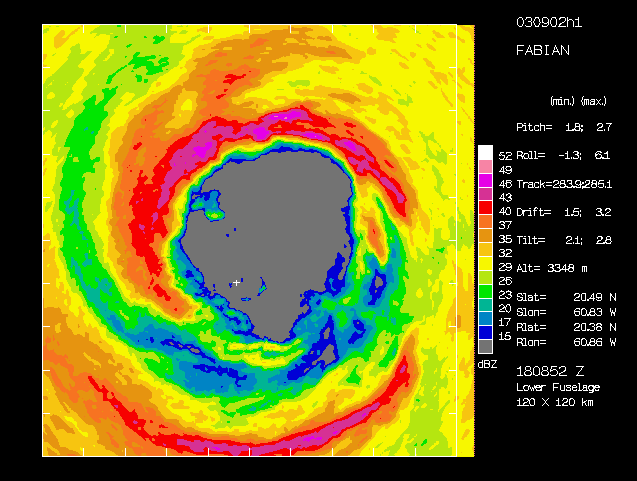 030902h1
FABIAN
(min.) (max.)
Pitch= 1.8; 2.7
52 Roll= -1.3; 6.1
49
46 Track=283.9;285.1
43
40 Drift= 1.5; 3.2
37
35 Tilt= 2.1; 2.8
32
29 Alt= 3348 m
26
23 Slat= 20.49 N
20 Slon= 60.83 W
17 Rlat= 20.38 N
15 Rlon= 60.86 W
dBZ
180852 Z
Lower Fuselage
120 X 120 km